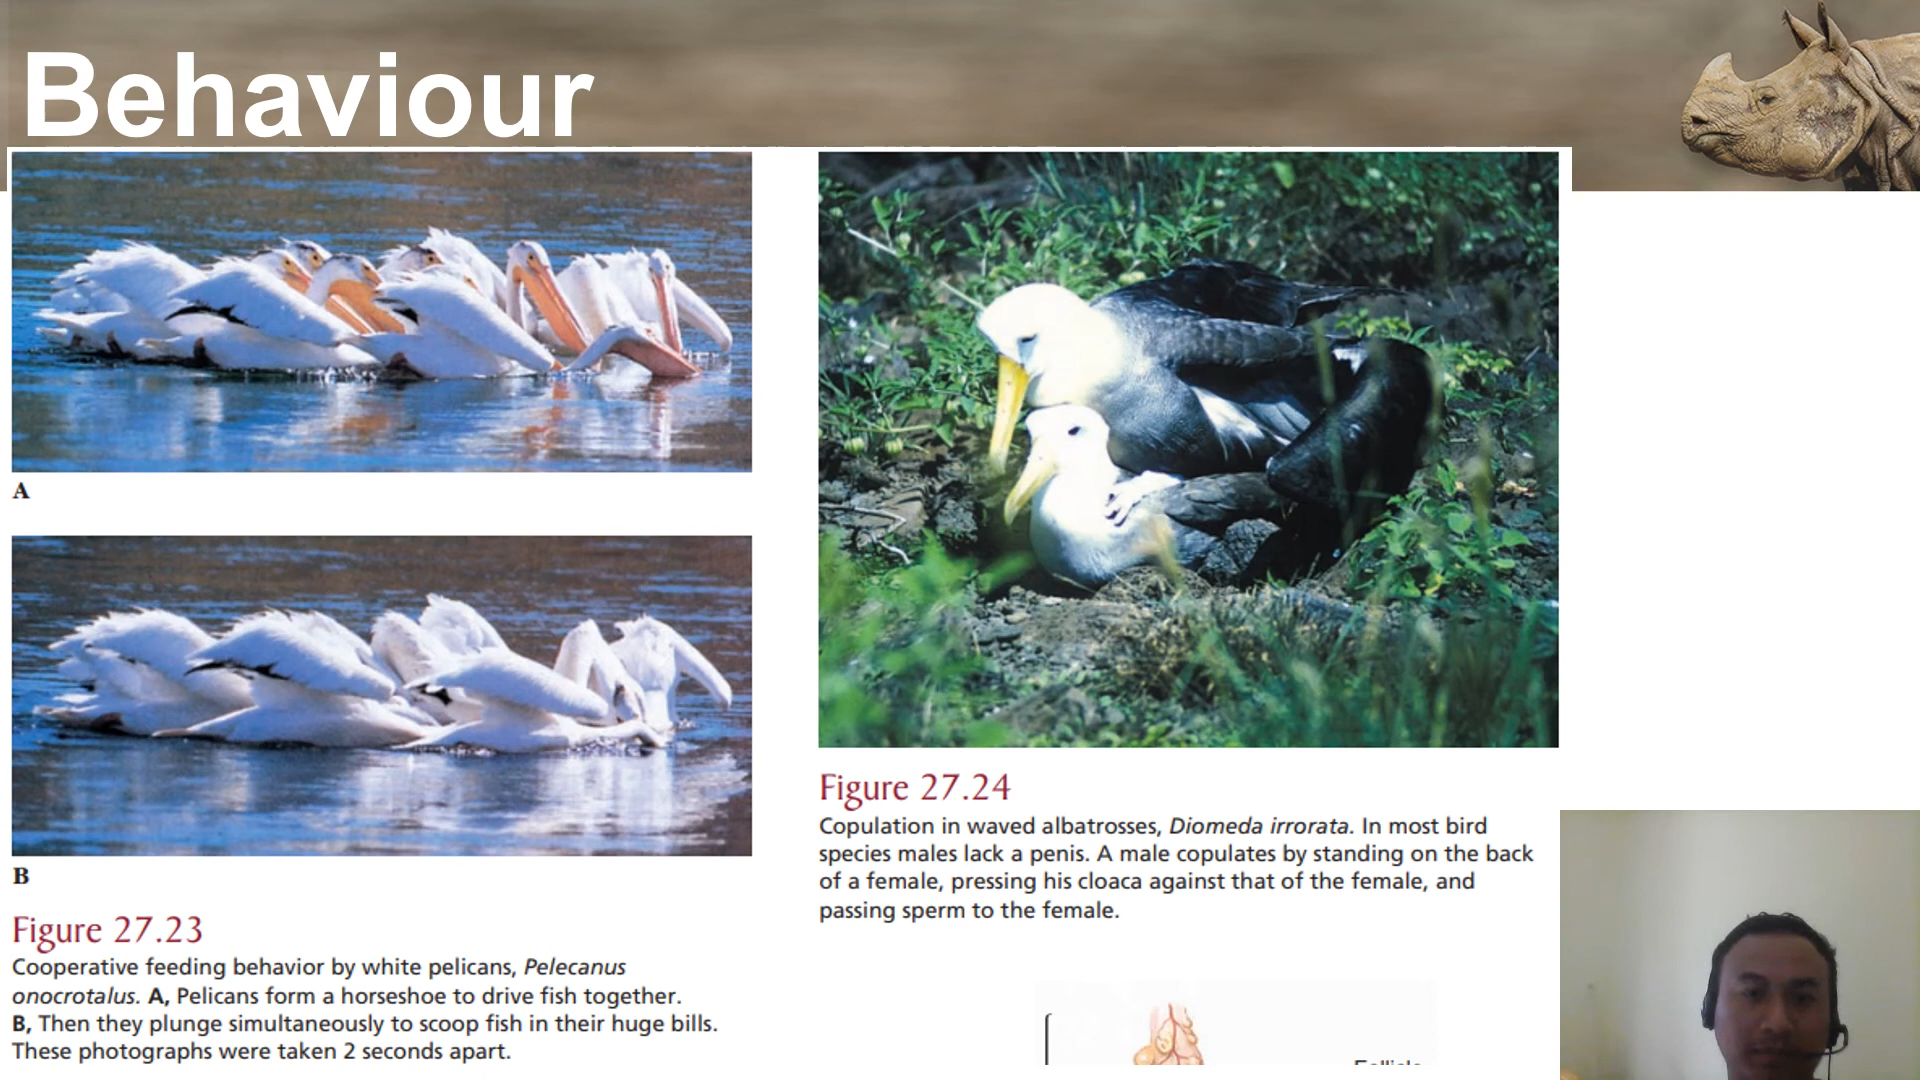 Behaviour
A
B
Figure 27.23
Cooperative feeding behavior by white pelicans, Pelecanus
onocrotalus. A, Pelicans form a horseshoe to drive fish together.
B, Then they plunge simultaneously to scoop fish in their huge bills.
These photographs were taken 2 seconds apart.
Figure 27.24
Copulation in waved albatrosses, Diomeda irrorata. In most bird
species males lack a penis. A male copulates by standing on the back
of a female, pressing his cloaca against that of the female, and
passing sperm to the female.